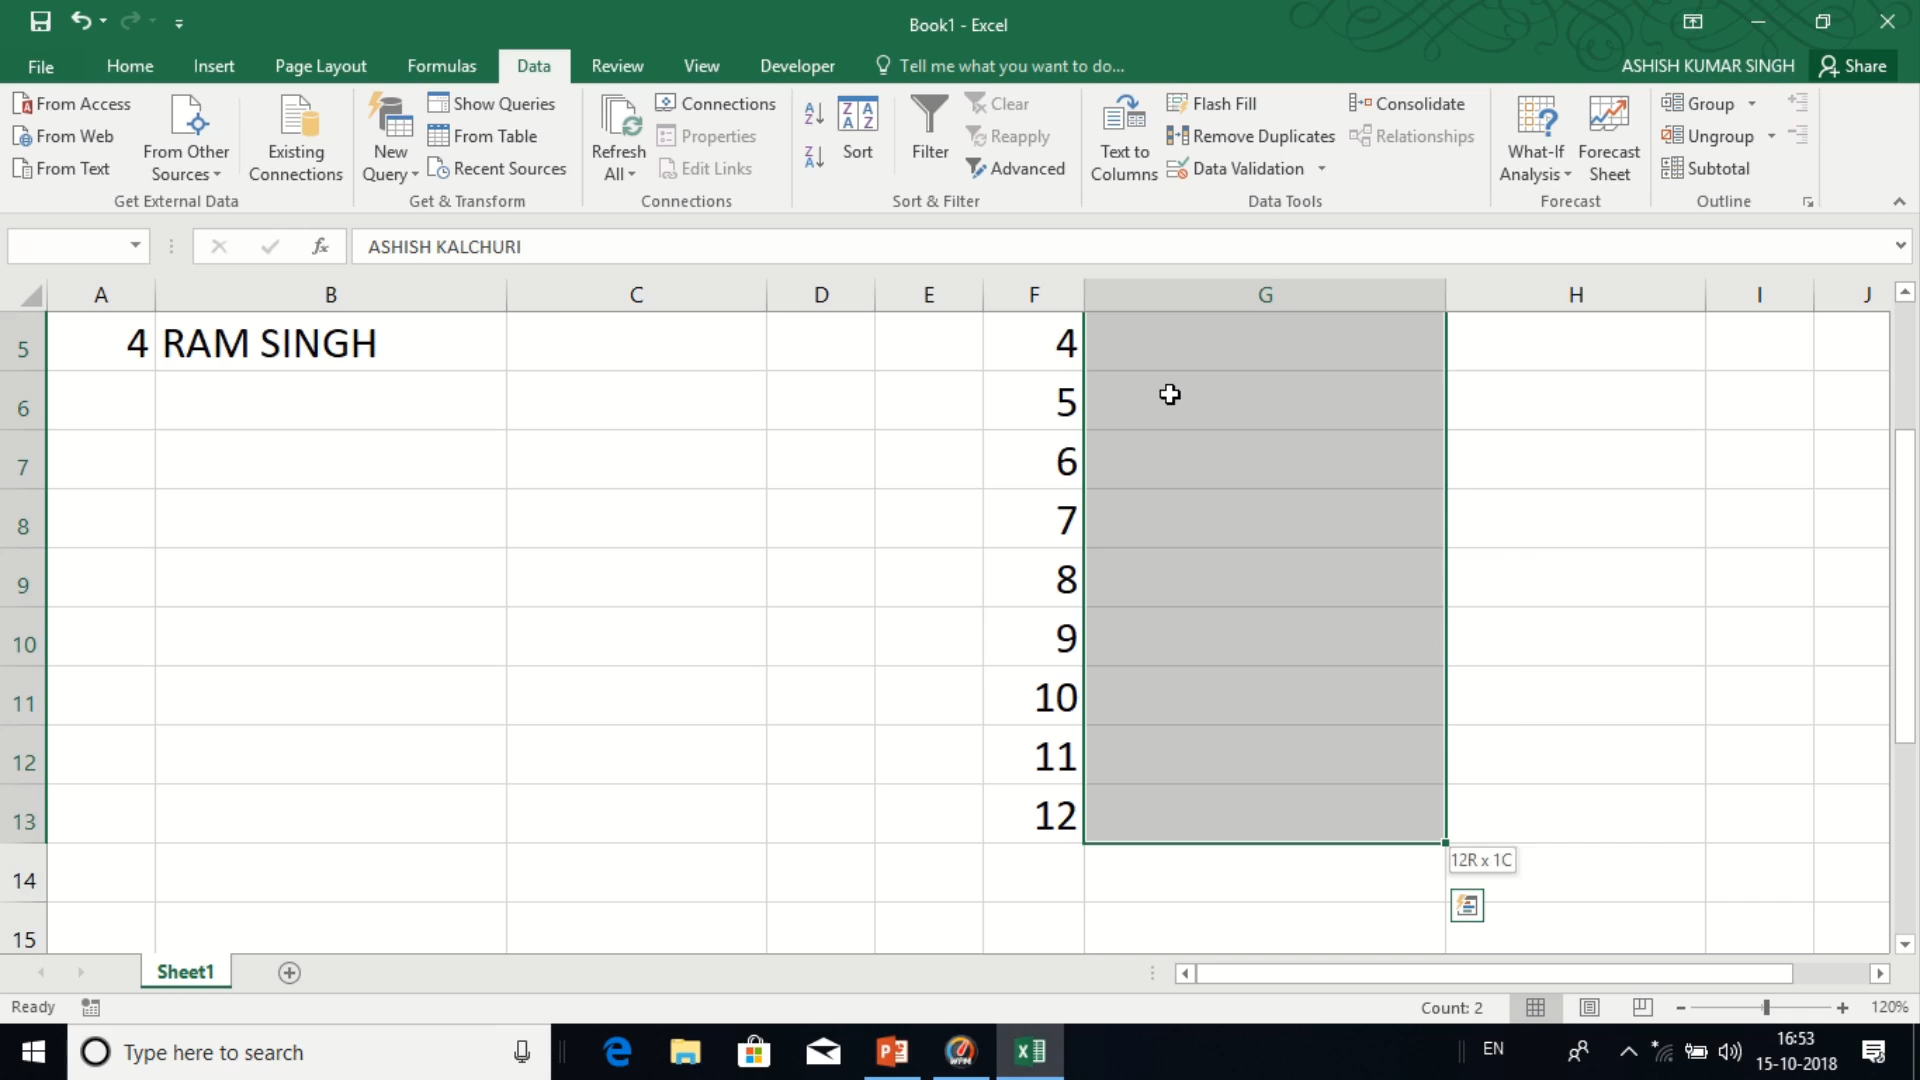 Book1 - Excel
File Home Insert Page Layout Formulas Data Review View Developer Tell me what you want to do... ASHISH KUMAR SINGH Share
From Access
From Web
From Text
From Other Sources
Existing Connections
Get External Data
New Query
Show Queries
From Table
Recent Sources
Get & Transform
Refresh All
Connections
Properties
Edit Links
Connections
Sort
Filter
Clear
Reapply
Advanced
Sort & Filter
Text to Columns
Flash Fill
Remove Duplicates
Data Validation
Consolidate
Relationships
Data Tools
What-If Analysis
Forecast Sheet
Forecast
Group
Ungroup
Subtotal
Outline
fx ASHISH KALCHURI
A B C D E F G H I J
5 4 RAM SINGH 4
6 5
7 6
8 7
9 8
10 9
11 10
12 11
13 12
12R x 1C
14
15
Sheet1
Ready Count: 2 120%
Type here to search
EN
16:53
15-10-2018